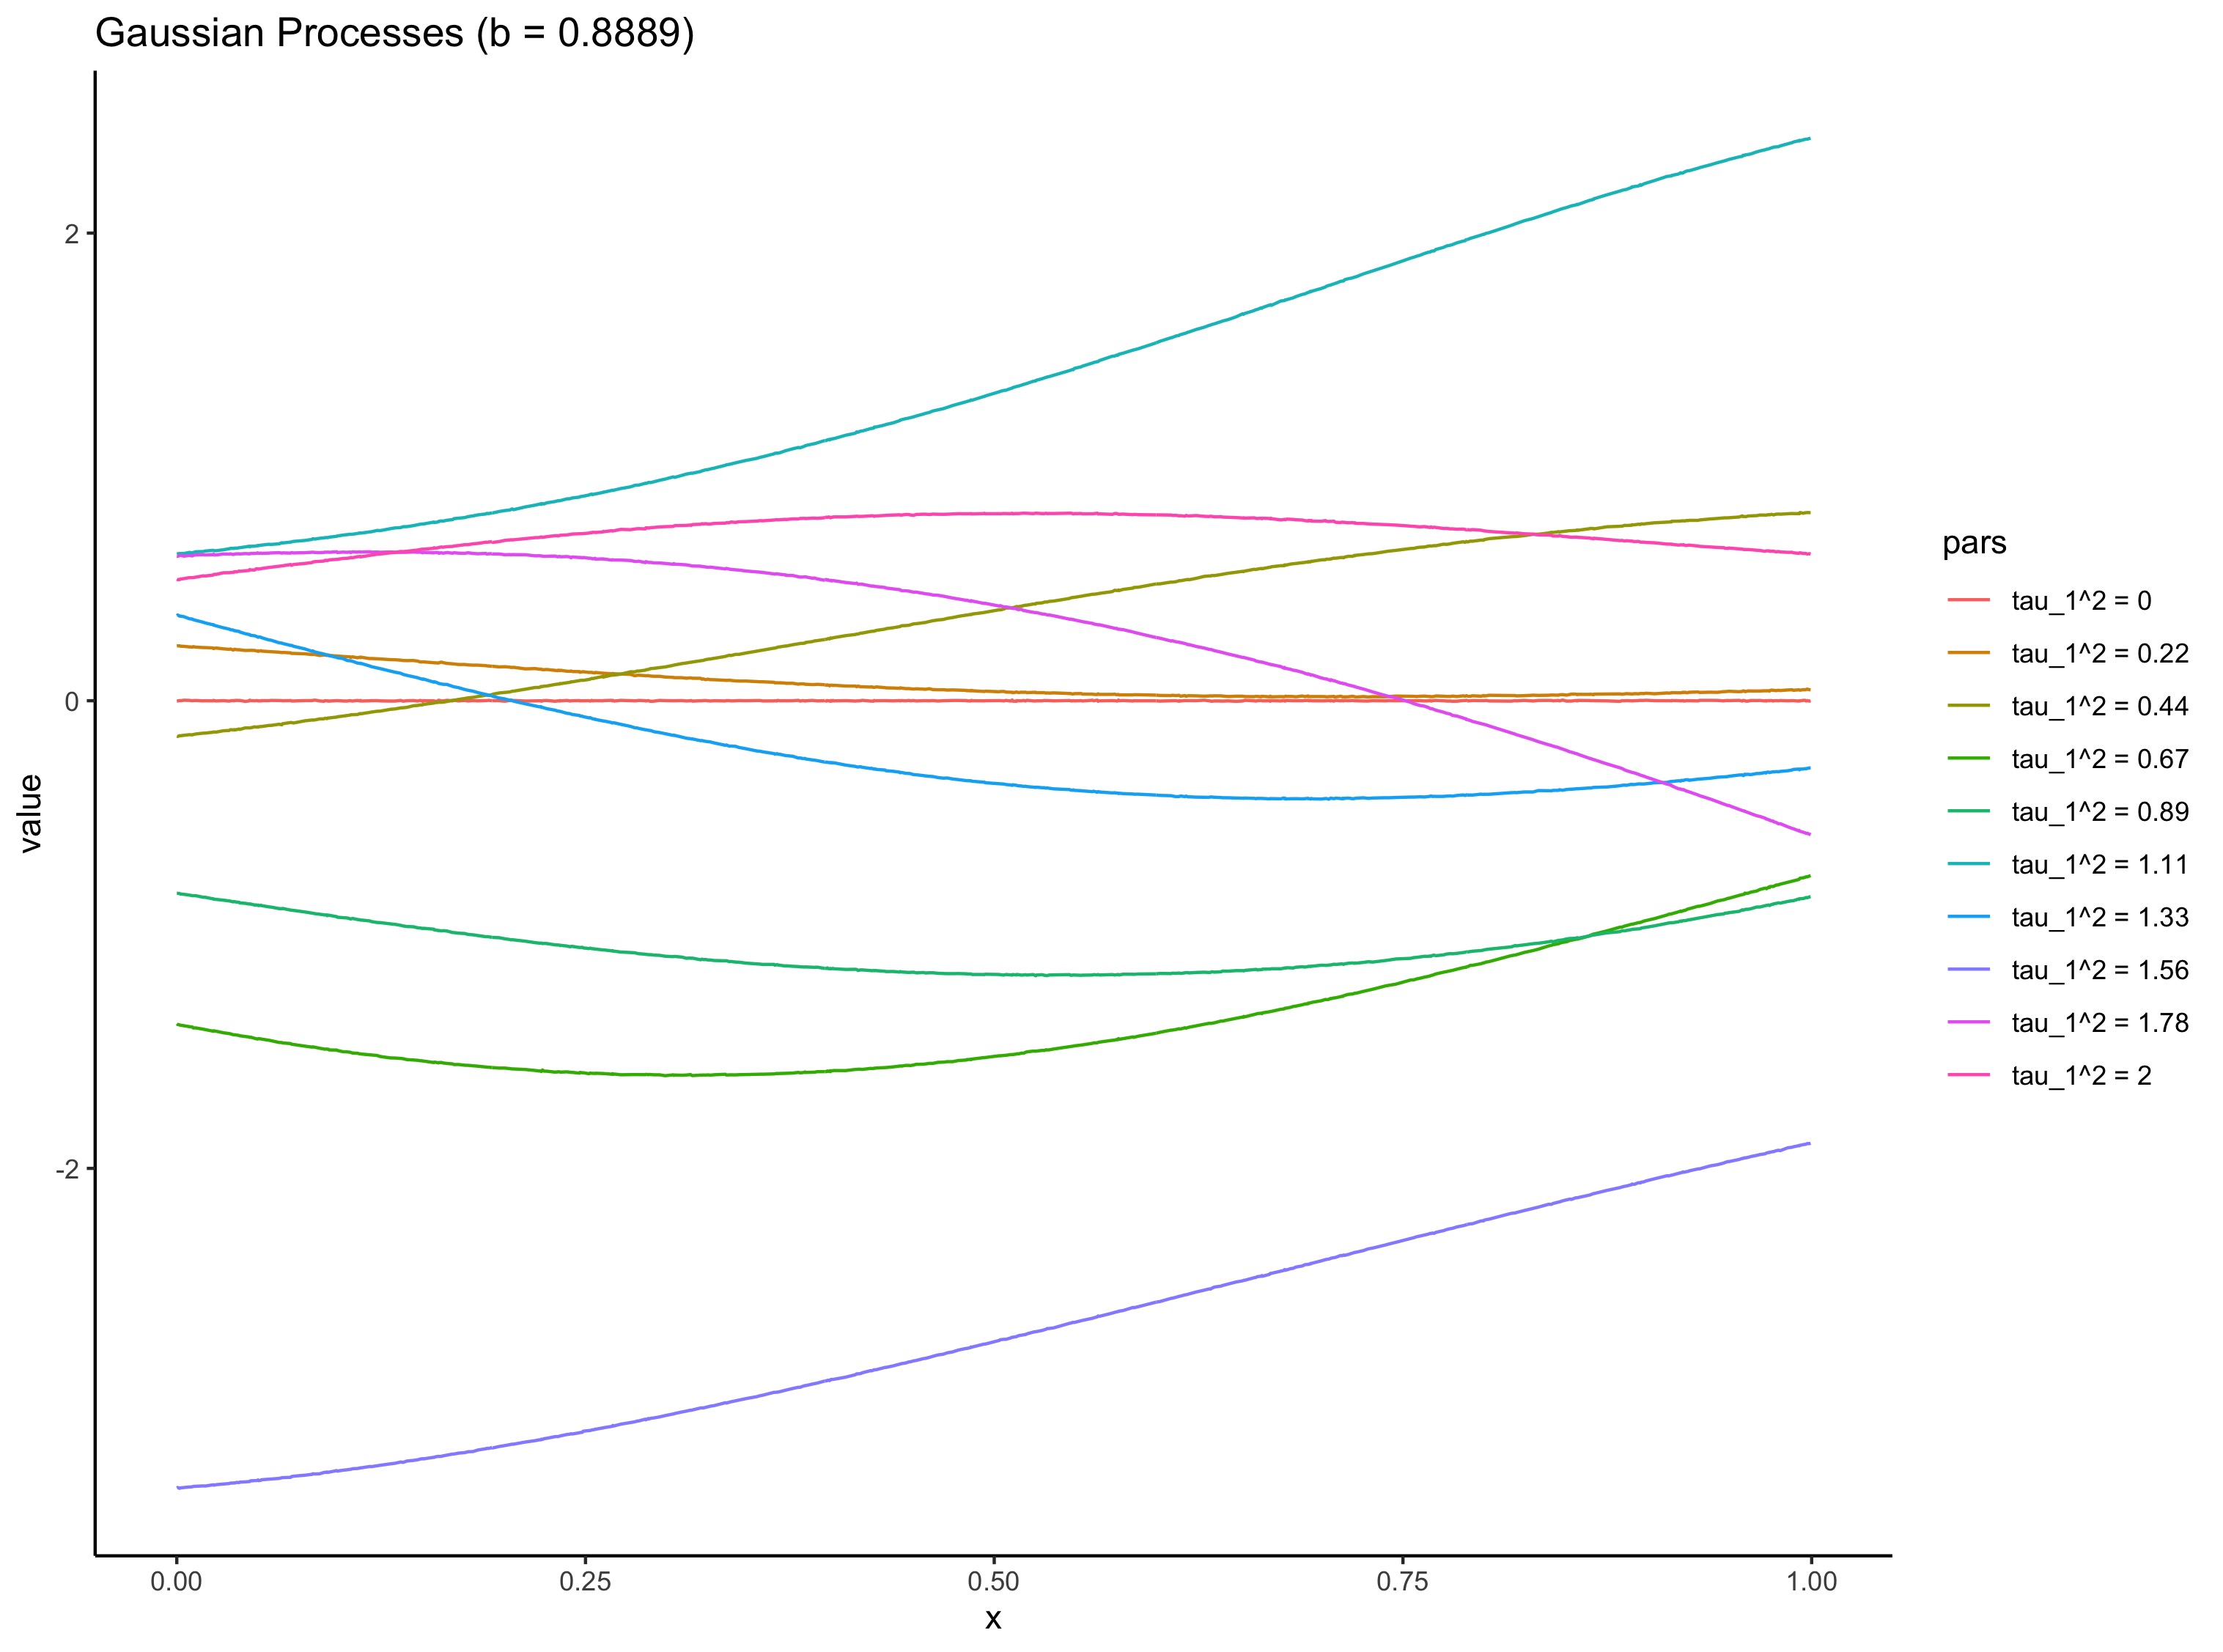 Gaussian Processes (b = 0.8889)
value
2
0
-2
0.00 0.25 0.50 0.75 1.00
x
pars
tau_1^2 = 0
tau_1^2 = 0.22
tau_1^2 = 0.44
tau_1^2 = 0.67
tau_1^2 = 0.89
tau_1^2 = 1.11
tau_1^2 = 1.33
tau_1^2 = 1.56
tau_1^2 = 1.78
tau_1^2 = 2